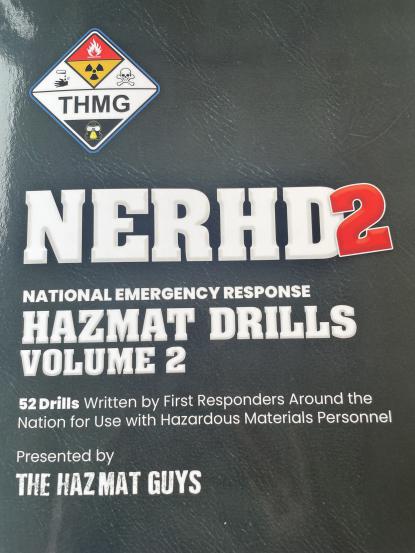 THMG
NERHD2
NATIONAL EMERGENCY RESPONSE
HAZMAT DRILLS
VOLUME 2
52 Drills Written by First Responders Around the
Nation for Use with Hazardous Materials Personnel
Presented by
THE HAZMAT GUYS